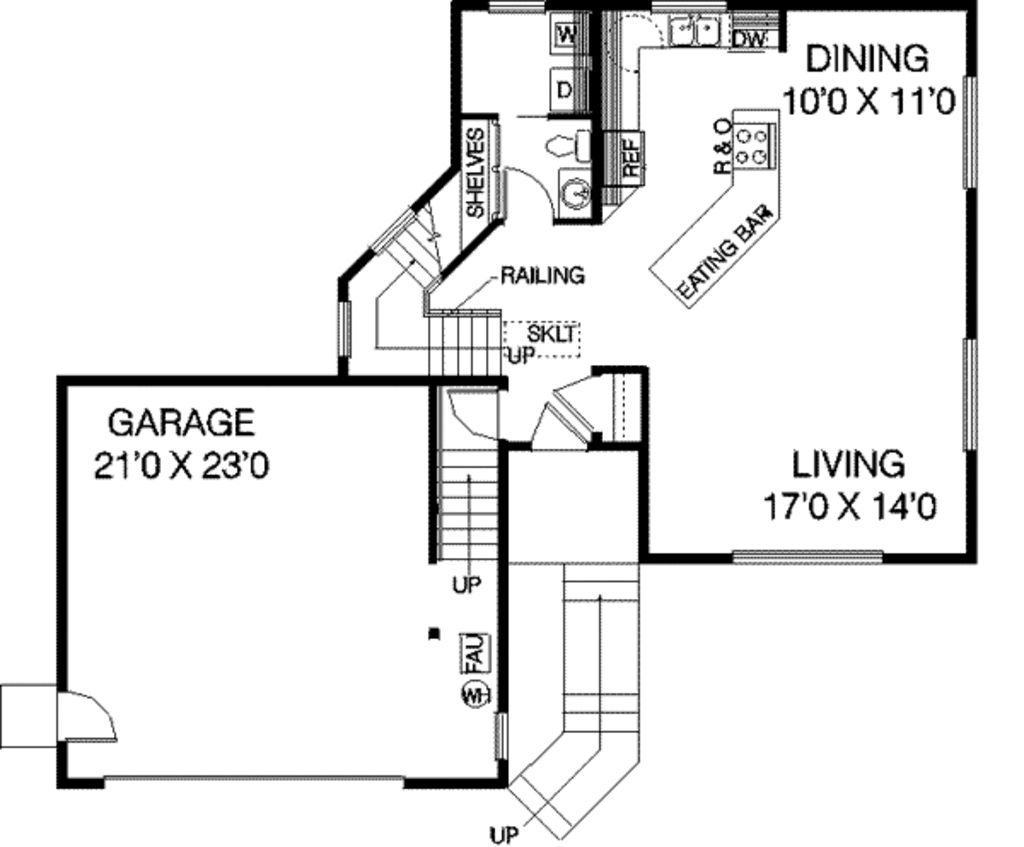 W
D
DW
DINING
10'0 X 11'0
SHELVES
REF
R & O
EATING BAR
RAILING
SKLT
UP
GARAGE
21'0 X 23'0
LIVING
17'0 X 14'0
UP
FAU
WH
UP